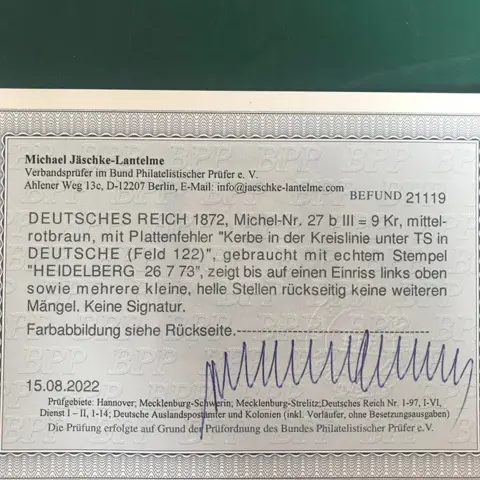 Michael Jäschke-Lantelme
Verbandsprüfer im Bund Philatelistischer Prüfer e. V.
Ahlener Weg 13c, D-12207 Berlin, E-Mail: info@jaeschke-lantelme.com
BEFUND 21119
DEUTSCHES REICH 1872, Michel-Nr. 27 b III = 9 Kr, mittel-
rotbraun, mit Plattenfehler "Kerbe in der Kreislinie unter TS in
DEUTSCHE (Feld 122)", gebraucht mit echtem Stempel
"HEIDELBERG 26 7 73", zeigt bis auf einen Einriss links oben
sowie mehrere kleine, helle Stellen rückseitig keine weiteren
Mängel. Keine Signatur.
Farbabbildung siehe Rückseite.------------------------------
15.08.2022
Prüfgebiete: Hannover; Mecklenburg-Schwerin; Mecklenburg-Strelitz;Deutsches Reich Nr. 1-97, I-VI,
Dienst I – II, 1-14; Deutsche Auslandspostämter und Kolonien (inkl. Vorläufer, ohne Besetzungsausgaben)
Die Prüfung erfolgte auf Grund der Prüfordnung des Bundes Philatelistischer Prüfer e.V.